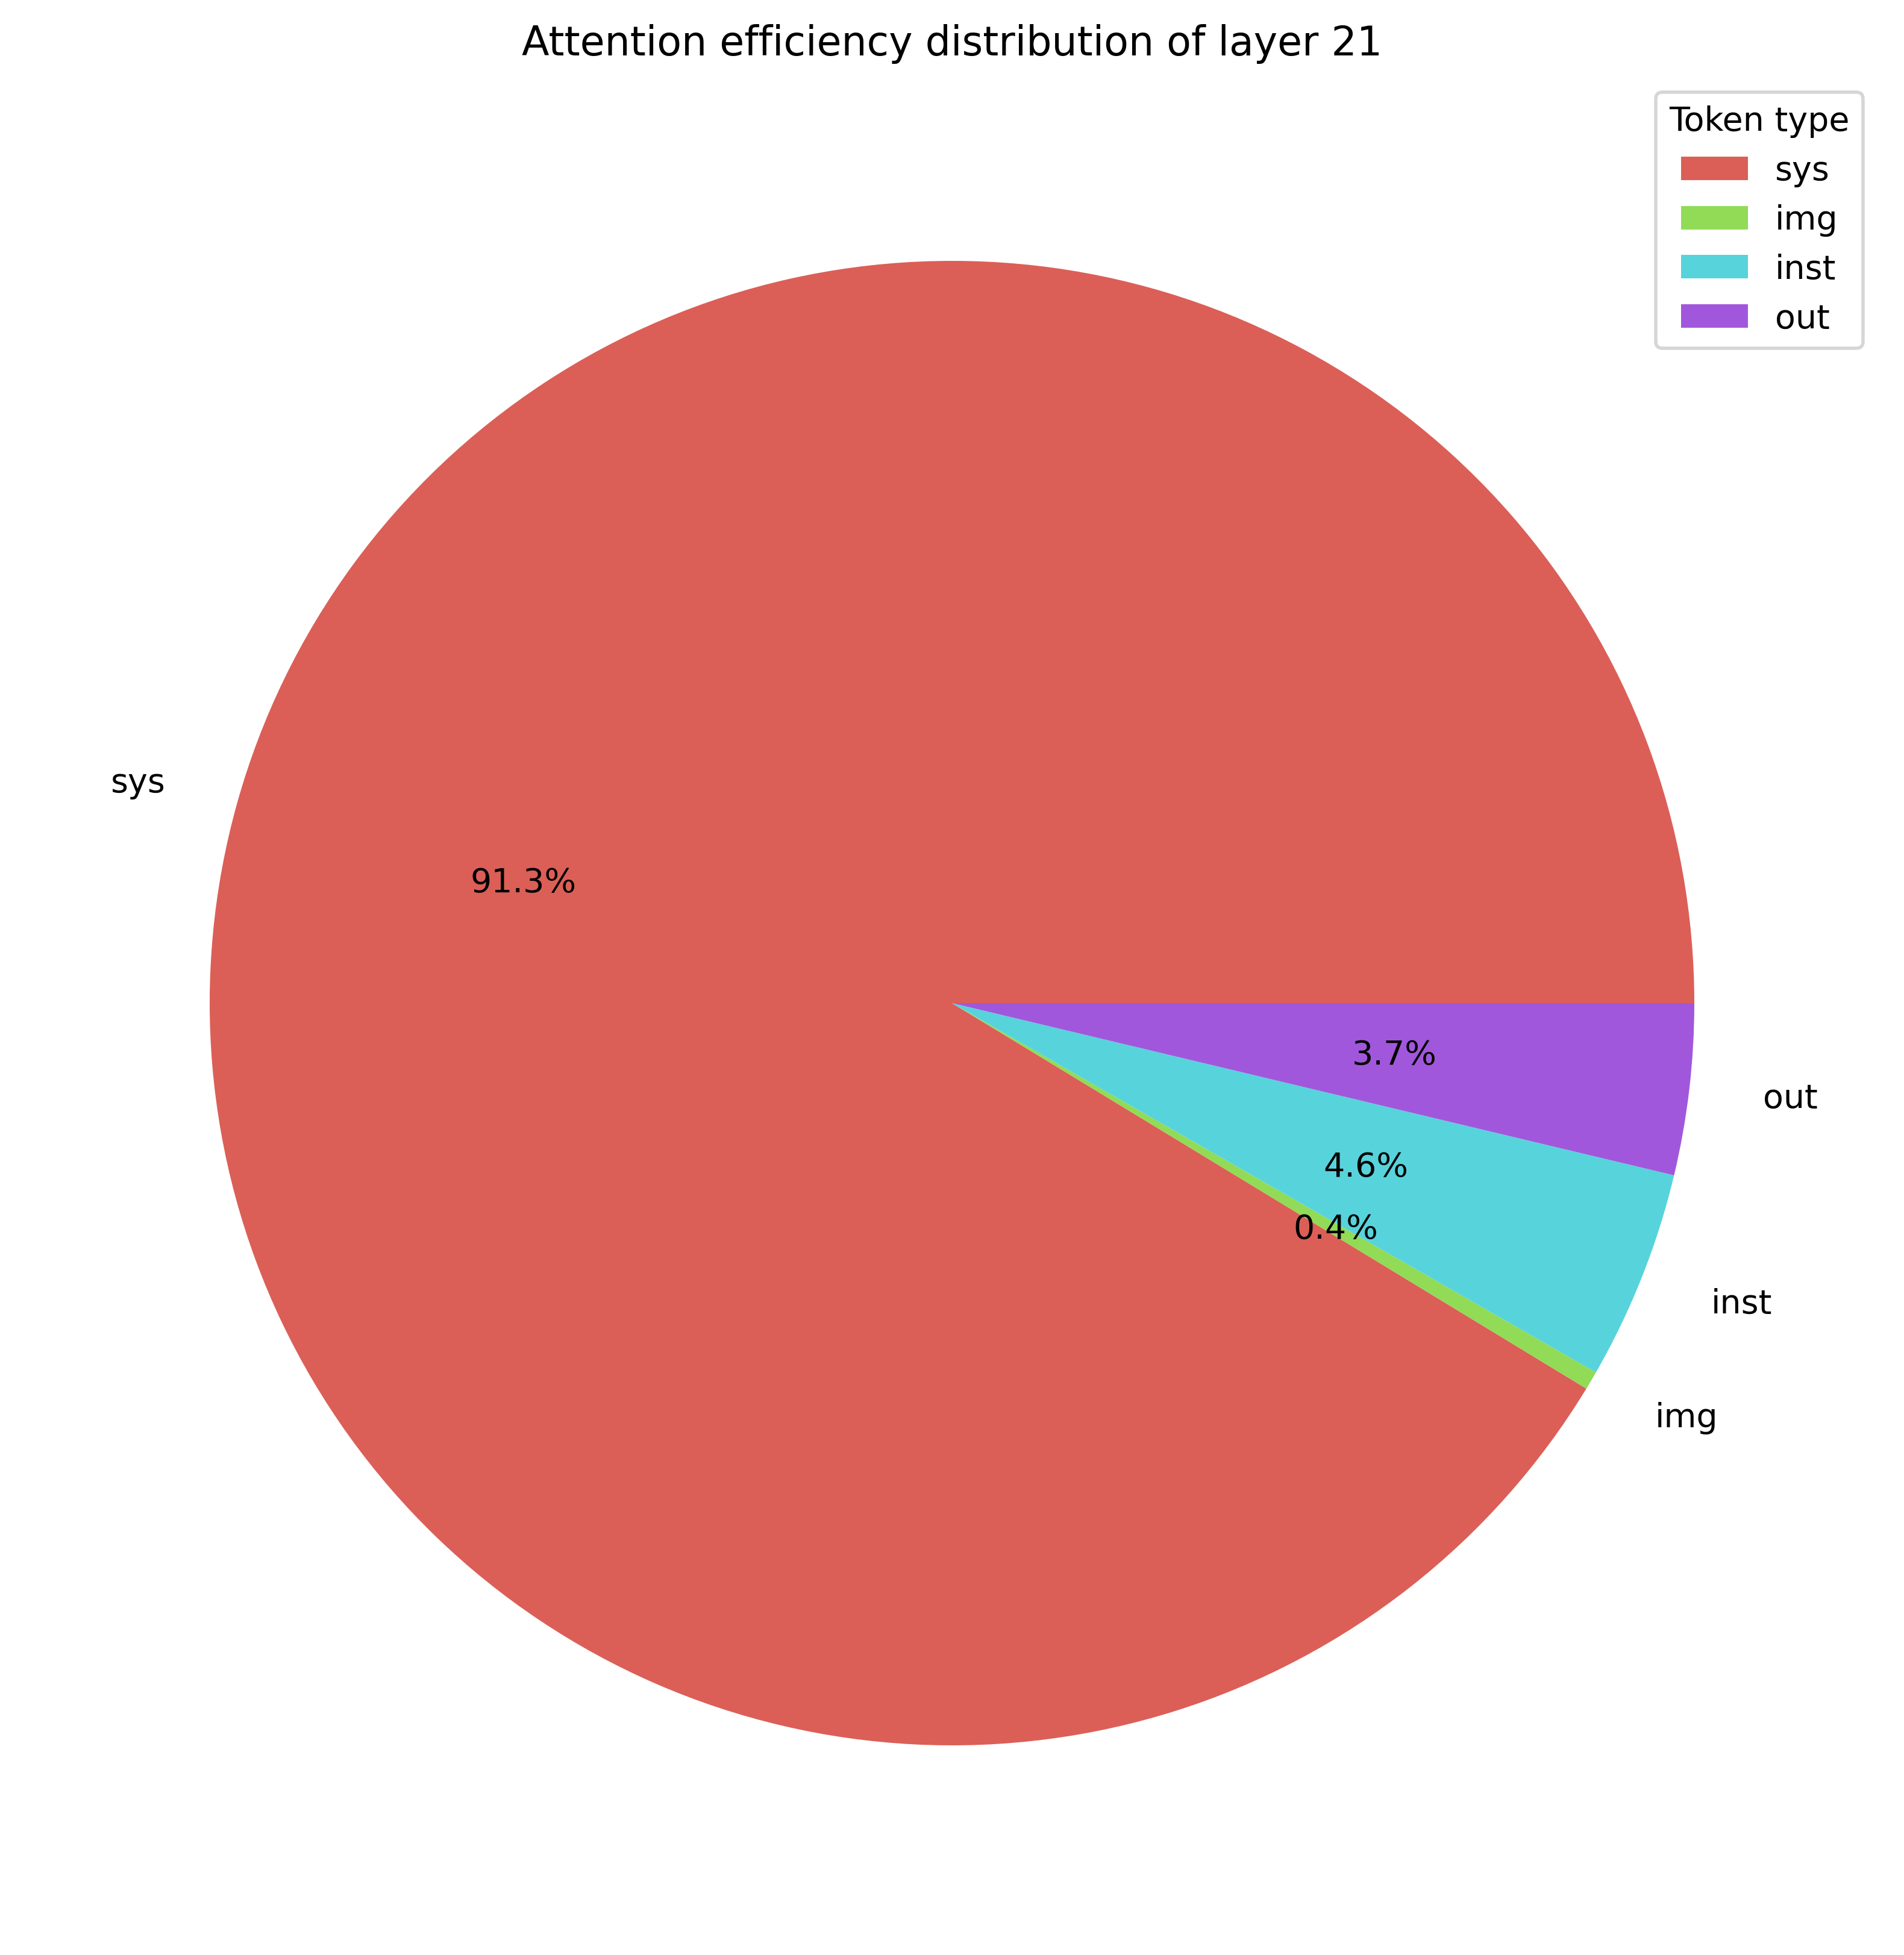 Attention efficiency distribution of layer 21
Token type
sys
img
inst
out
sys
91.3%
3.7%
out
4.6%
0.4%
inst
img